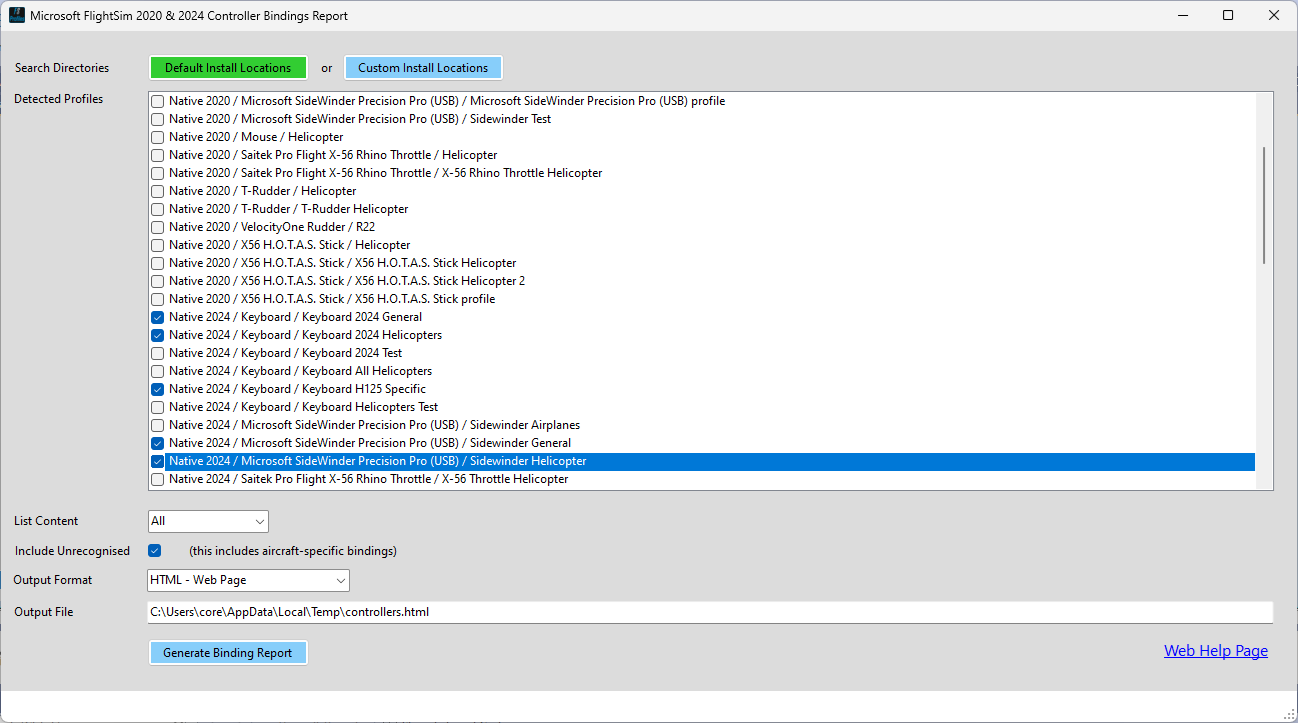 Microsoft FlightSim 2020 & 2024 Controller Bindings Report
Search Directories
Default Install Locations or Custom Install Locations
Detected Profiles
Native 2020 / Microsoft SideWinder Precision Pro (USB) / Microsoft SideWinder Precision Pro (USB) profile
Native 2020 / Microsoft SideWinder Precision Pro (USB) / Sidewinder Test
Native 2020 / Mouse / Helicopter
Native 2020 / Saitek Pro Flight X-56 Rhino Throttle / Helicopter
Native 2020 / Saitek Pro Flight X-56 Rhino Throttle / X-56 Rhino Throttle Helicopter
Native 2020 / T-Rudder / Helicopter
Native 2020 / T-Rudder / T-Rudder Helicopter
Native 2020 / VelocityOne Rudder / R22
Native 2020 / X56 H.O.T.A.S. Stick / Helicopter
Native 2020 / X56 H.O.T.A.S. Stick / X56 H.O.T.A.S. Stick Helicopter
Native 2020 / X56 H.O.T.A.S. Stick / X56 H.O.T.A.S. Stick Helicopter 2
Native 2020 / X56 H.O.T.A.S. Stick / X56 H.O.T.A.S. Stick profile
Native 2024 / Keyboard / Keyboard 2024 General
Native 2024 / Keyboard / Keyboard 2024 Helicopters
Native 2024 / Keyboard / Keyboard 2024 Test
Native 2024 / Keyboard / Keyboard All Helicopters
Native 2024 / Keyboard / Keyboard H125 Specific
Native 2024 / Keyboard / Keyboard Helicopters Test
Native 2024 / Microsoft SideWinder Precision Pro (USB) / Sidewinder Airplanes
Native 2024 / Microsoft SideWinder Precision Pro (USB) / Sidewinder General
Native 2024 / Microsoft SideWinder Precision Pro (USB) / Sidewinder Helicopter
Native 2024 / Saitek Pro Flight X-56 Rhino Throttle / X-56 Throttle Helicopter
List Content All
Include Unrecognised (this includes aircraft-specific bindings)
Output Format HTML - Web Page
Output File C:\Users\core\AppData\Local\Temp\controllers.html
Generate Binding Report
Web Help Page